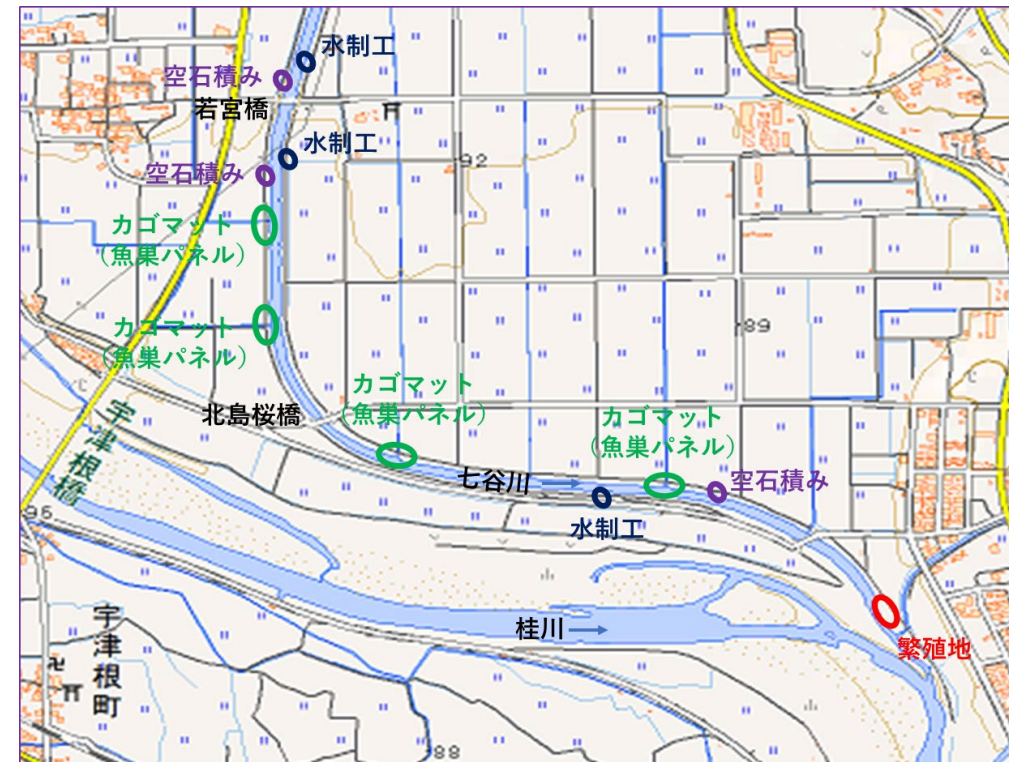 水制工
空石積み
若宮橋
水制工
空石積み
92
カゴマット
(魚巣パネル)
カゴマット
(魚巣パネル)
89
カゴマット
(魚巣パネル)
北島桜橋
カゴマット
(魚巣パネル)
宇津根橋
七谷川
空石積み
水制工
95
宇津根町
桂川
繁殖地
88